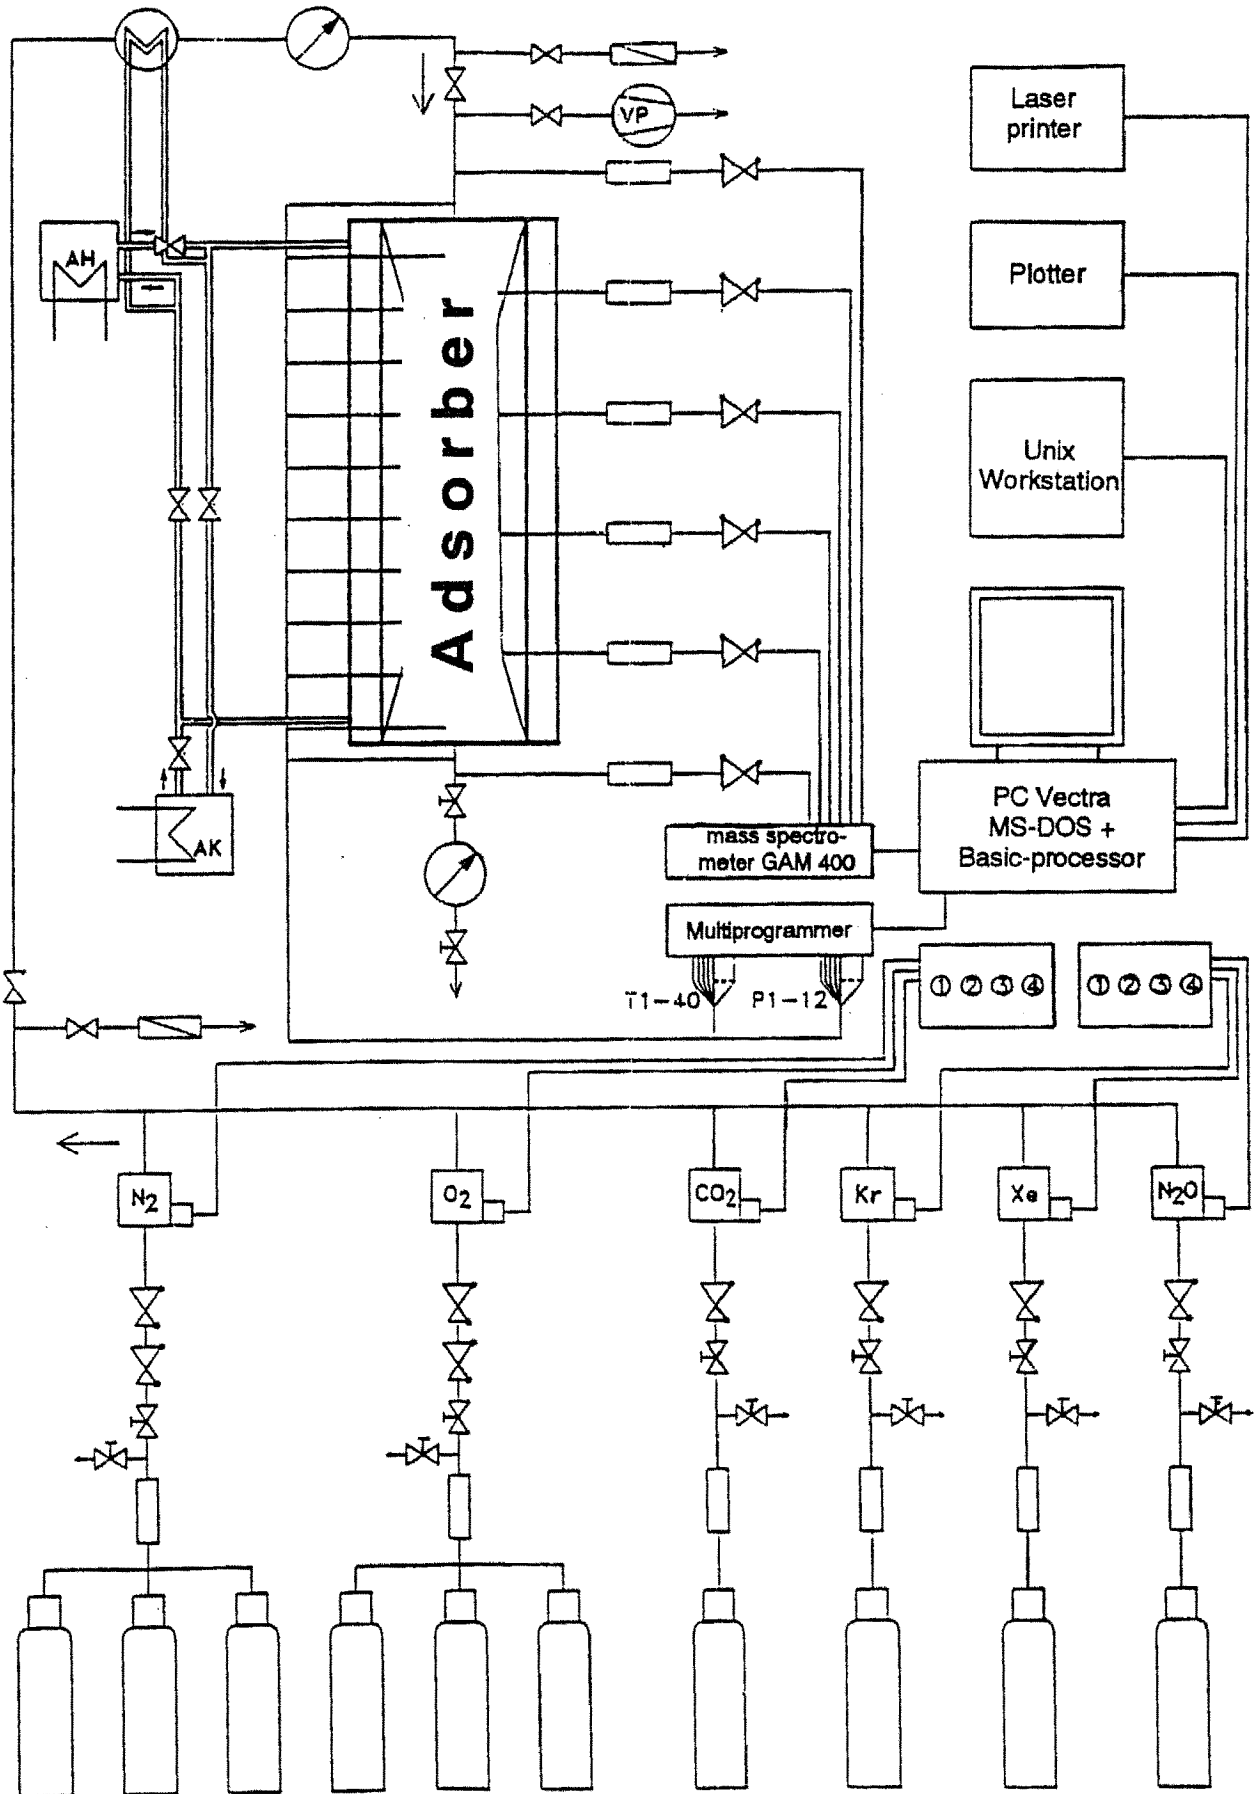 VP
Laser
printer
AH
Plotter
Adsorber
Unix
Workstation
AK
PC Vectra
MS-DOS +
Basic-processor
mass spectro-
meter GAM 400
Multiprogrammer
T1-40 P1-12
① ② ③ ④ ① ② ③ ④
N2 O2 CO2 Kr Xe N2O